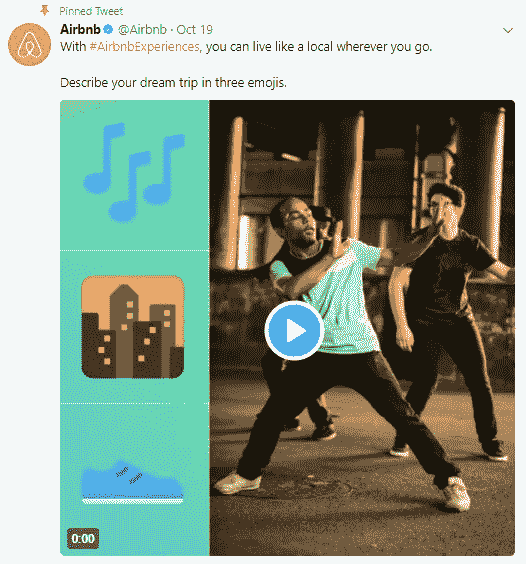 Pinned Tweet
Airbnb @Airbnb · Oct 19
With #AirbnbExperiences, you can live like a local wherever you go.
Describe your dream trip in three emojis.
0:00